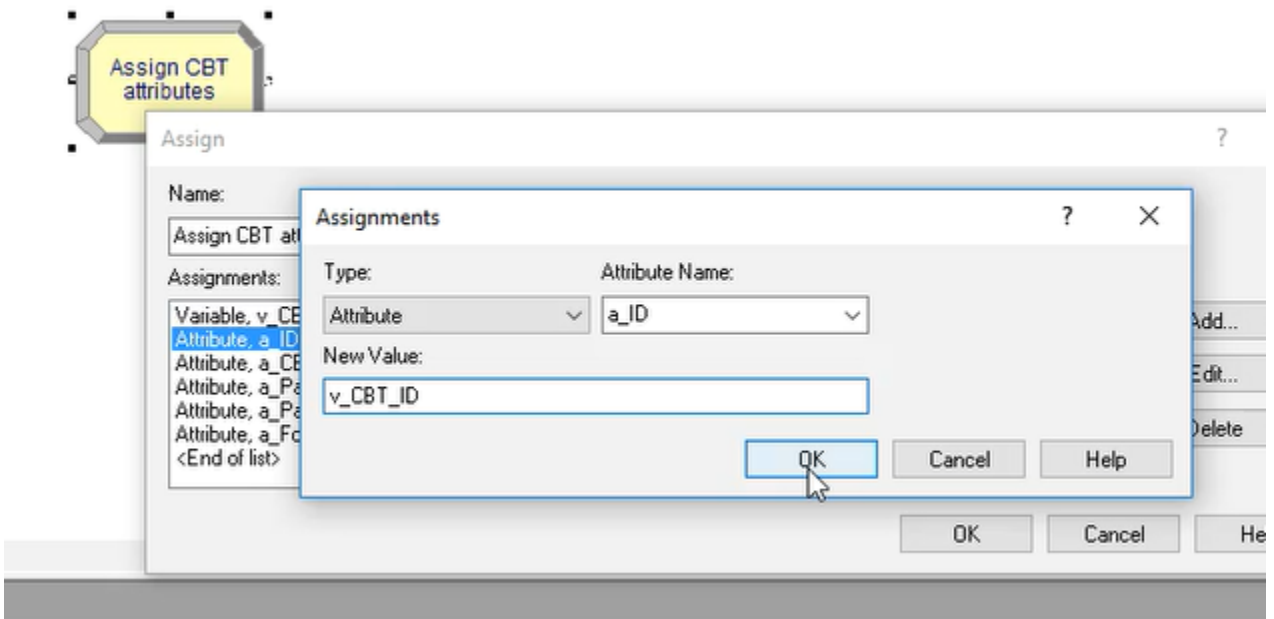 Assign CBT
attributes
Assign
?
Name:
Assign CBT att
Assignments:
Variable, v_CB
Attribute, a_ID
Attribute, a_CB
Attribute, a_Pa
Attribute, a_Pa
Attribute, a_Fo
<End of list>
Assignments
?
Type:
Attribute Name:
Attribute
a_ID
New Value:
v_CBT_ID
OK
Cancel
Help
Add...
Edit...
Delete
OK
Cancel
He